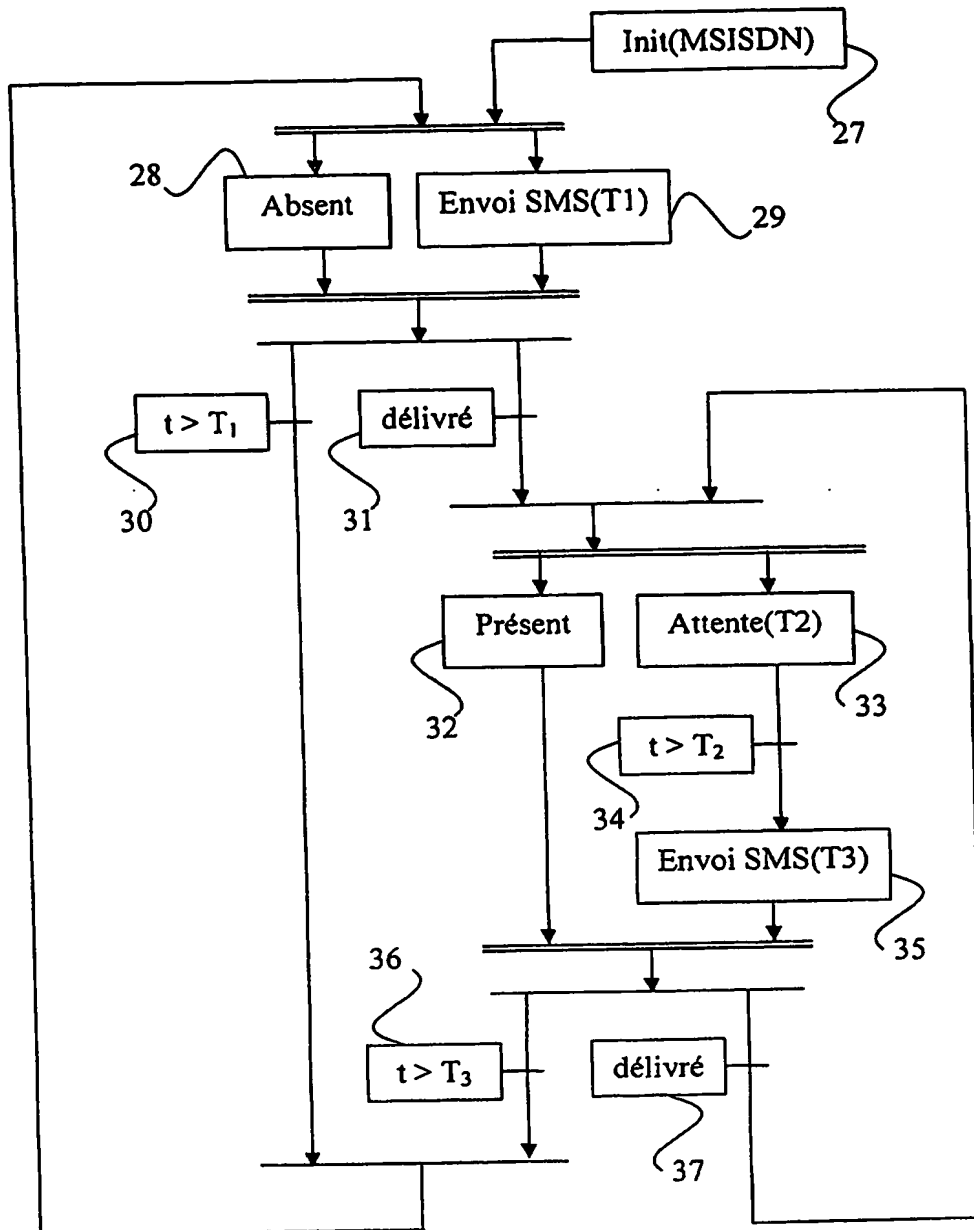 Init(MSISDN)
27
28
Absent
Envoi SMS(T1)
29
t > T₁
délivré
30
31
Présent
Attente(T2)
32
33
t > T₂
34
Envoi SMS(T3)
35
36
t > T₃
délivré
37